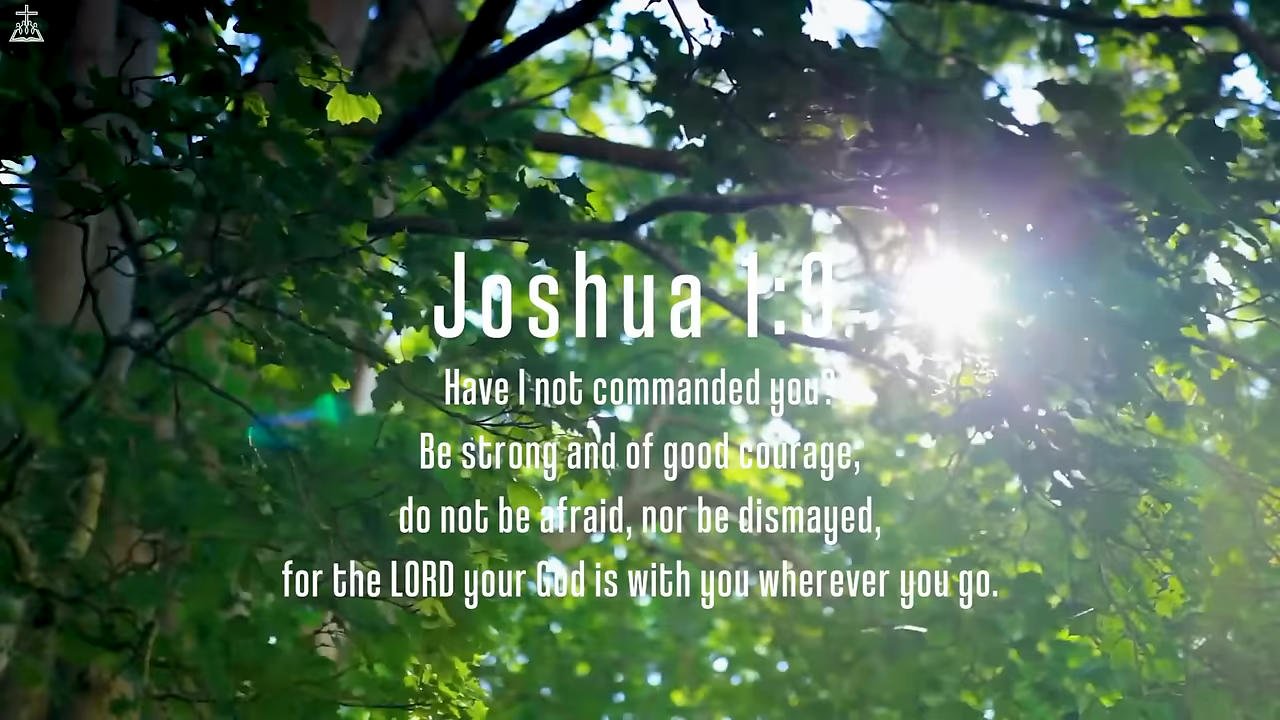 Joshua 1:9
Have I not commanded you?
Be strong and of good courage;
do not be afraid, nor be dismayed,
for the LORD your God is with you wherever you go.